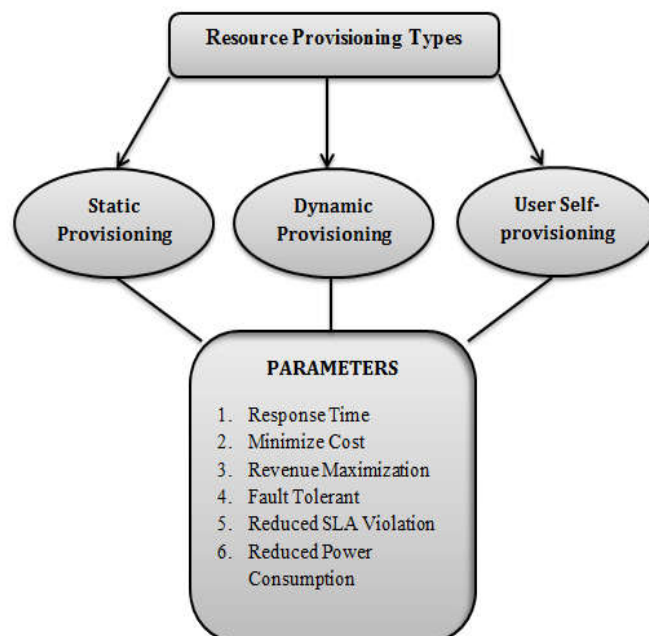 Resource Provisioning Types
Static
Provisioning
Dynamic
Provisioning
User Self-
provisioning
PARAMETERS
1. Response Time
2. Minimize Cost
3. Revenue Maximization
4. Fault Tolerant
5. Reduced SLA Violation
6. Reduced Power
Consumption